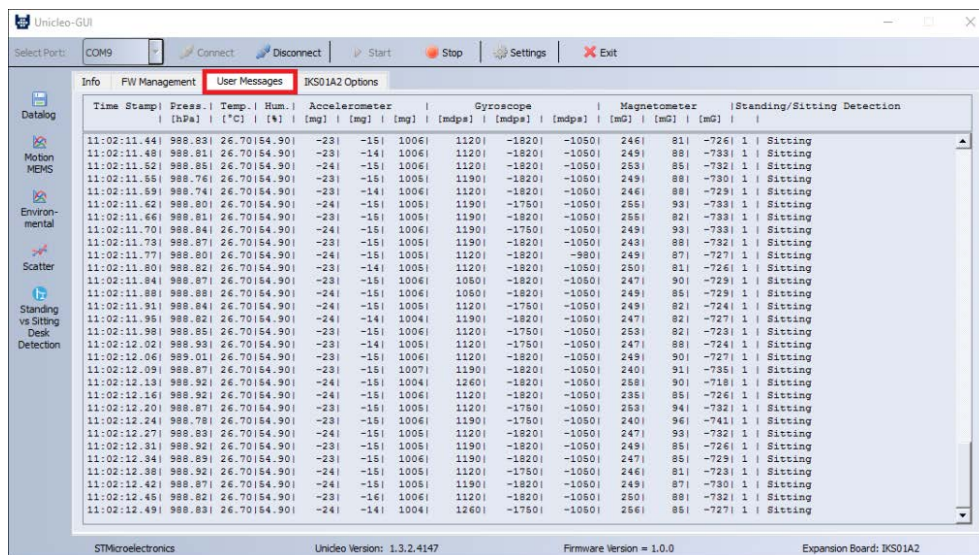 Unicleo-GUI
Select Port: COM9 Connect Disconnect Start Stop Settings Exit
Info FW Management User Messages IKS01A2 Options
Datalog
Motion
MEMS
Environ-
mental
Scatter
Standing
vs Sitting
Desk
Detection
Time Stamp| Press.| Temp.| Hum.| Accelerometer | Gyroscope | Magnetometer |Standing/Sitting Detection
| [hPa] | [°C] | [%] | [mg] | [mg] | [mg] | [mdps] | [mdps] | [mdps] | [mG] | [mG] | [mG] | |
11:02:11.44| 988.83| 26.70|54.90| -23| -15| 1006| 1120| -1820| -1050| 246| 81| -726| 1 | Sitting
11:02:11.48| 988.81| 26.70|54.90| -23| -14| 1006| 1120| -1820| -1050| 249| 88| -733| 1 | Sitting
11:02:11.52| 988.85| 26.70|54.90| -24| -15| 1006| 1120| -1820| -1050| 253| 85| -732| 1 | Sitting
11:02:11.55| 988.76| 26.70|54.90| -23| -15| 1005| 1190| -1820| -1050| 249| 88| -730| 1 | Sitting
11:02:11.59| 988.74| 26.70|54.90| -23| -14| 1006| 1120| -1820| -1050| 246| 88| -729| 1 | Sitting
11:02:11.62| 988.80| 26.70|54.90| -24| -15| 1005| 1190| -1750| -1050| 255| 93| -733| 1 | Sitting
11:02:11.66| 988.81| 26.70|54.90| -23| -15| 1005| 1190| -1820| -1050| 255| 82| -733| 1 | Sitting
11:02:11.70| 988.84| 26.70|54.90| -24| -15| 1006| 1190| -1750| -1050| 249| 93| -733| 1 | Sitting
11:02:11.73| 988.87| 26.70|54.90| -23| -15| 1005| 1190| -1820| -1050| 243| 88| -732| 1 | Sitting
11:02:11.77| 988.80| 26.70|54.90| -24| -15| 1005| 1120| -1820| -980| 249| 87| -727| 1 | Sitting
11:02:11.80| 988.82| 26.70|54.90| -23| -14| 1005| 1120| -1820| -1050| 250| 81| -726| 1 | Sitting
11:02:11.84| 988.87| 26.70|54.90| -23| -15| 1006| 1050| -1820| -1050| 247| 90| -729| 1 | Sitting
11:02:11.88| 988.88| 26.70|54.90| -24| -23| 1006| 1050| -1820| -1050| 249| 85| -729| 1 | Sitting
11:02:11.91| 988.84| 26.70|54.90| -24| -15| 1005| 1120| -1750| -1050| 249| 82| -724| 1 | Sitting
11:02:11.95| 988.82| 26.70|54.90| -24| -14| 1004| 1190| -1820| -1050| 247| 82| -727| 1 | Sitting
11:02:11.98| 988.85| 26.70|54.90| -23| -15| 1006| 1120| -1750| -1050| 253| 82| -723| 1 | Sitting
11:02:12.02| 988.93| 26.70|54.90| -23| -14| 1005| 1120| -1750| -1050| 247| 88| -724| 1 | Sitting
11:02:12.06| 989.01| 26.70|54.90| -23| -15| 1006| 1120| -1820| -1050| 249| 90| -727| 1 | Sitting
11:02:12.09| 988.87| 26.70|54.90| -23| -15| 1007| 1190| -1820| -1050| 240| 91| -735| 1 | Sitting
11:02:12.13| 988.92| 26.70|54.90| -24| -15| 1004| 1260| -1820| -1050| 258| 90| -718| 1 | Sitting
11:02:12.16| 988.92| 26.70|54.90| -24| -15| 1006| 1120| -1820| -1050| 235| 85| -726| 1 | Sitting
11:02:12.20| 988.87| 26.70|54.90| -23| -15| 1005| 1120| -1750| -1050| 253| 94| -732| 1 | Sitting
11:02:12.24| 988.78| 26.70|54.90| -23| -15| 1006| 1190| -1750| -1050| 240| 96| -741| 1 | Sitting
11:02:12.27| 988.83| 26.70|54.90| -24| -15| 1005| 1120| -1820| -1050| 247| 93| -732| 1 | Sitting
11:02:12.31| 988.92| 26.70|54.90| -23| -15| 1005| 1190| -1820| -1050| 249| 85| -726| 1 | Sitting
11:02:12.34| 988.89| 26.70|54.90| -23| -15| 1006| 1120| -1820| -1050| 247| 85| -729| 1 | Sitting
11:02:12.38| 988.92| 26.70|54.90| -24| -15| 1006| 1120| -1750| -1050| 246| 81| -723| 1 | Sitting
11:02:12.42| 988.87| 26.70|54.90| -24| -15| 1005| 1190| -1820| -1050| 249| 87| -730| 1 | Sitting
11:02:12.45| 988.82| 26.70|54.90| -23| -16| 1006| 1120| -1820| -1050| 250| 88| -732| 1 | Sitting
11:02:12.49| 988.83| 26.70|54.90| -24| -14| 1004| 1260| -1750| -1050| 256| 85| -727| 1 | Sitting
STMicroelectronics Unicleo Version: 1.3.2.4147 Firmware Version = 1.0.0 Expansion Board: IKS01A2